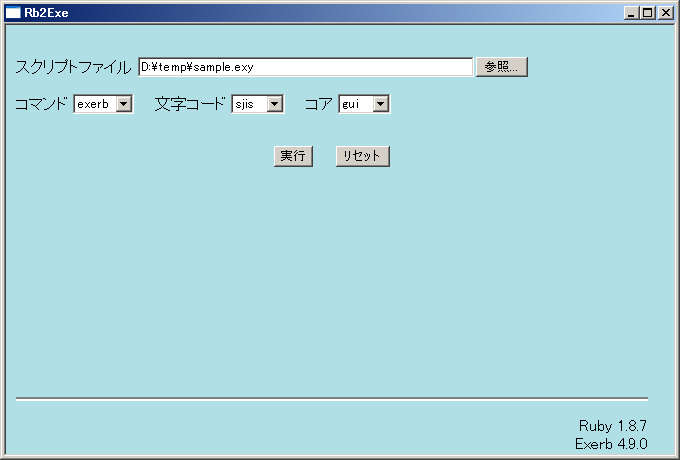 Rb2Exe
スクリプトファイル D:¥temp¥sample.exy 参照...
コマンド exerb 文字コード sjis コア gui
実行 リセット
Ruby 1.8.7
Exerb 4.9.0